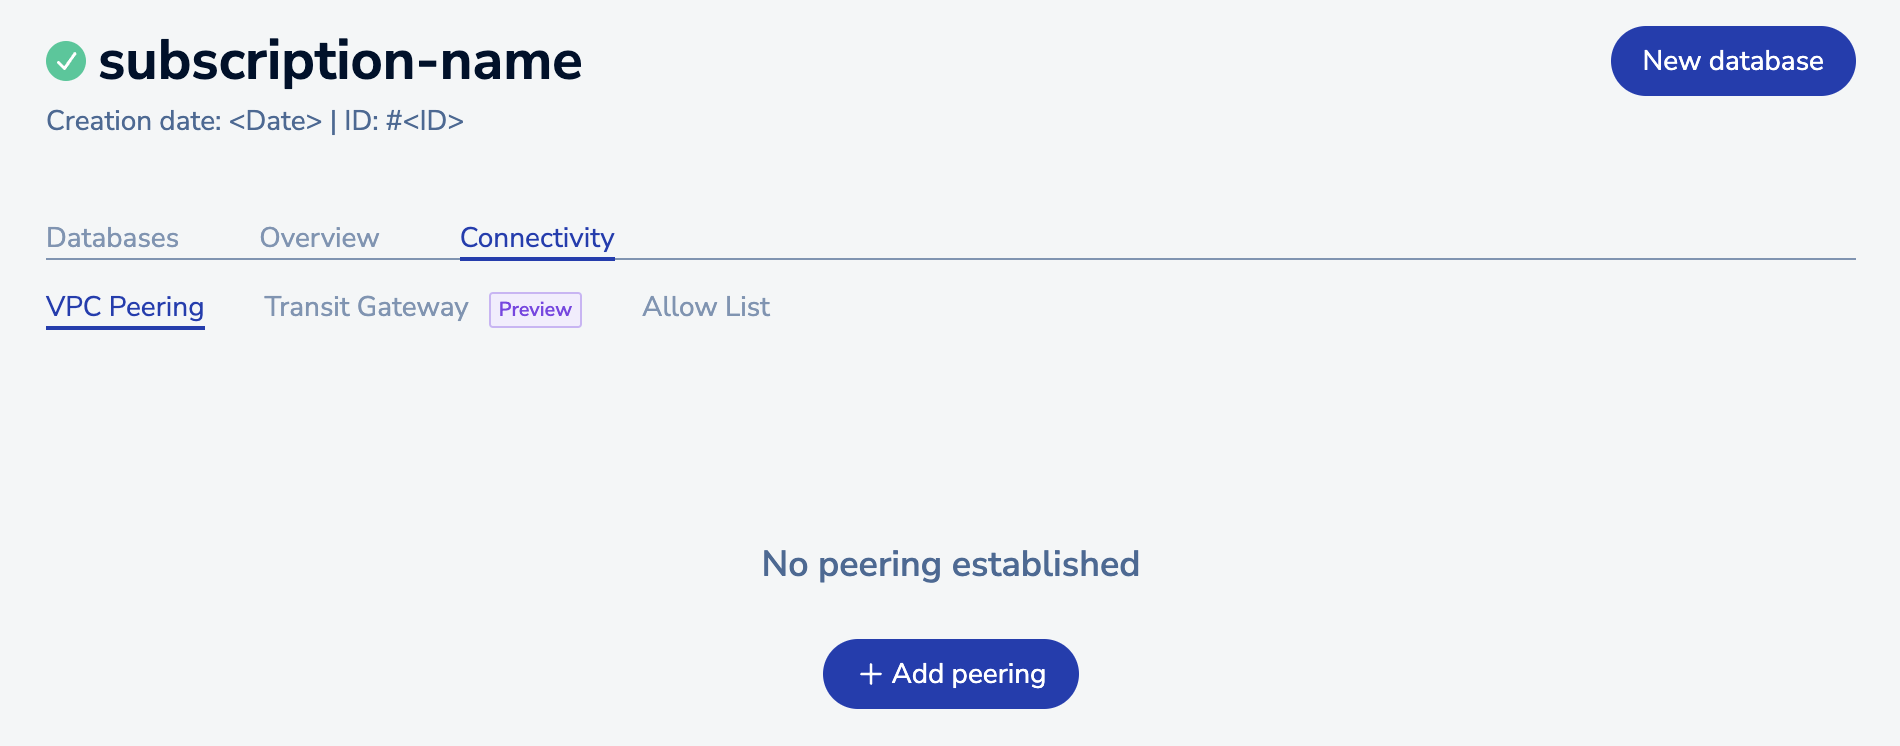 subscription-name
New database
Creation date: <Date> | ID: #<ID>
Databases Overview Connectivity
VPC Peering Transit Gateway Preview Allow List
No peering established
+ Add peering